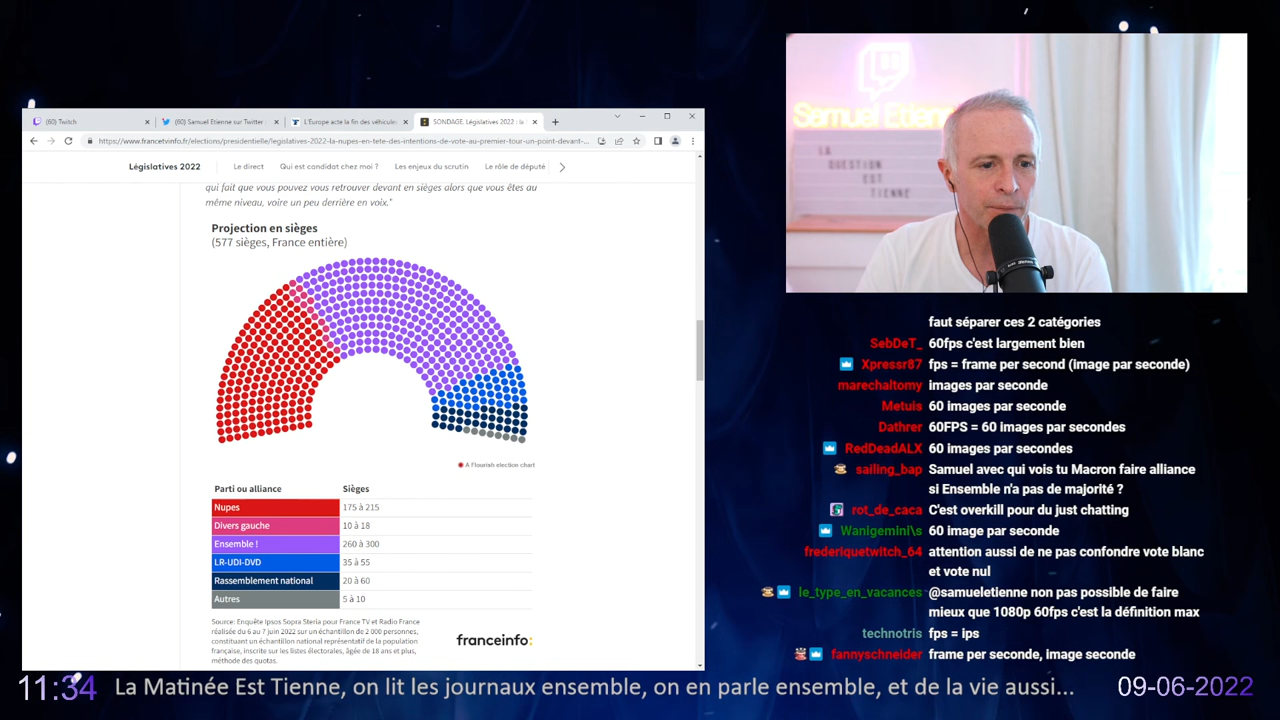 (60) Twitch
(60) Samuel Etienne sur Twitter :
L'Europe acte la fin des véhicule
SONDAGE. Législatives 2022 : la
https://www.francetvinfo.fr/elections/presidentielle/legislatives-2022-la-nupes-en-tete-des-intentions-de-vote-au-premier-tour-un-point-devant-...
Législatives 2022
Le direct
Qui est candidat chez moi ?
Les enjeux du scrutin
Le rôle de député
qui fait que vous pouvez vous retrouver devant en sièges alors que vous êtes au
même niveau, voire un peu derrière en voix."
Projection en sièges
(577 sièges, France entière)
A Flourish election chart
Parti ou alliance Sièges
Nupes 175 à 215
Divers gauche 10 à 18
Ensemble ! 260 à 300
LR-UDI-DVD 35 à 55
Rassemblement national 20 à 60
Autres 5 à 10
Source: Enquête Ipsos Sopra Steria pour France TV et Radio France
réalisée du 6 au 7 juin 2022 sur un échantillon de 2 000 personnes,
constituant un échantillon national représentatif de la population
française, inscrite sur les listes électorales, âgée de 18 ans et plus,
méthode des quotas.
franceinfo:
Samuel Etienn
LA
QUESTION
EST
TIENNE
faut séparer ces 2 catégories
SebDeT_ 60fps c'est largement bien
Xpressr87 fps = frame per second (image par seconde)
marechaltomy images par seconde
Metuis 60 images par seconde
Dathrer 60FPS = 60 images par secondes
RedDeadALX 60 images par secondes
sailing_bap Samuel avec qui vois tu Macron faire alliance
si Ensemble n'a pas de majorité ?
rot_de_caca C'est overkill pour du just chatting
Wanigemini\s 60 image par seconde
frederiquetwitch_64 attention aussi de ne pas confondre vote blanc
et vote nul
le_type_en_vacances @samueletienne non pas possible de faire
mieux que 1080p 60fps c'est la définition max
technotris fps = ips
fannyschneider frame per seconde, image seconde
11:34
La Matinée Est Tienne, on lit les journaux ensemble, on en parle ensemble, et de la vie aussi...
09-06-2022